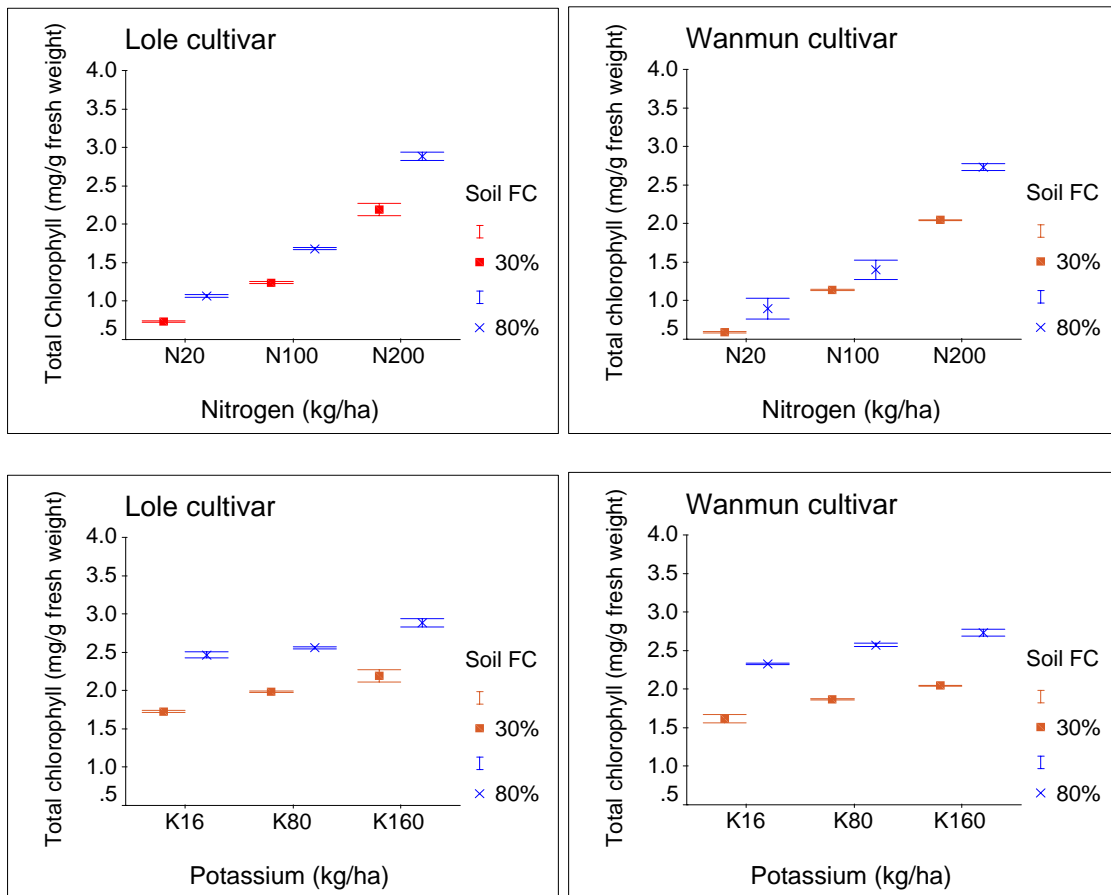 Lole cultivar
Total Chlorophyll (mg/g fresh weight)
4.0
3.5
3.0
2.5
2.0
1.5
1.0
.5
N20 N100 N200
Nitrogen (kg/ha)
Soil FC
30%
80%
Wanmun cultivar
Total chlorophyll (mg/g fresh weight)
4.0
3.5
3.0
2.5
2.0
1.5
1.0
.5
N20 N100 N200
Nitrogen (kg/ha)
Soil FC
30%
80%
Lole cultivar
Total chlorophyll (mg/g fresh weight)
4.0
3.5
3.0
2.5
2.0
1.5
1.0
.5
K16 K80 K160
Potassium (kg/ha)
Soil FC
30%
80%
Wanmun cultivar
Total chlorophyll (mg/g fresh weight)
4.0
3.5
3.0
2.5
2.0
1.5
1.0
.5
K16 K80 K160
Potassium (kg/ha)
Soil FC
30%
80%